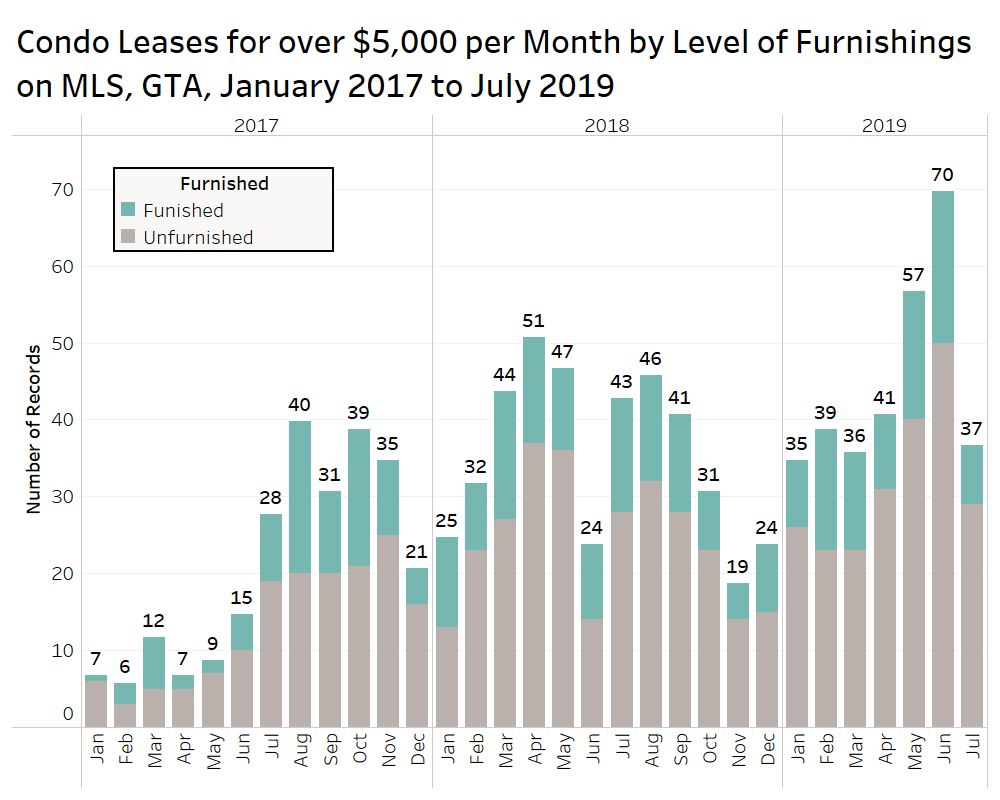 Condo Leases for over $5,000 per Month by Level of Furnishings
on MLS, GTA, January 2017 to July 2019
2017 2018 2019
Furnished
Funished
Unfurnished
Number of Records
70
60
50
40
30
20
10
0
7 6 12 7 9 15 28 40 31 39 35 21 25 32 44 51 47 24 43 46 41 31 19 24 35 39 36 41 57 70 37
Jan Feb Mar Apr May Jun Jul Aug Sep Oct Nov Dec Jan Feb Mar Apr May Jun Jul Aug Sep Oct Nov Dec Jan Feb Mar Apr May Jun Jul